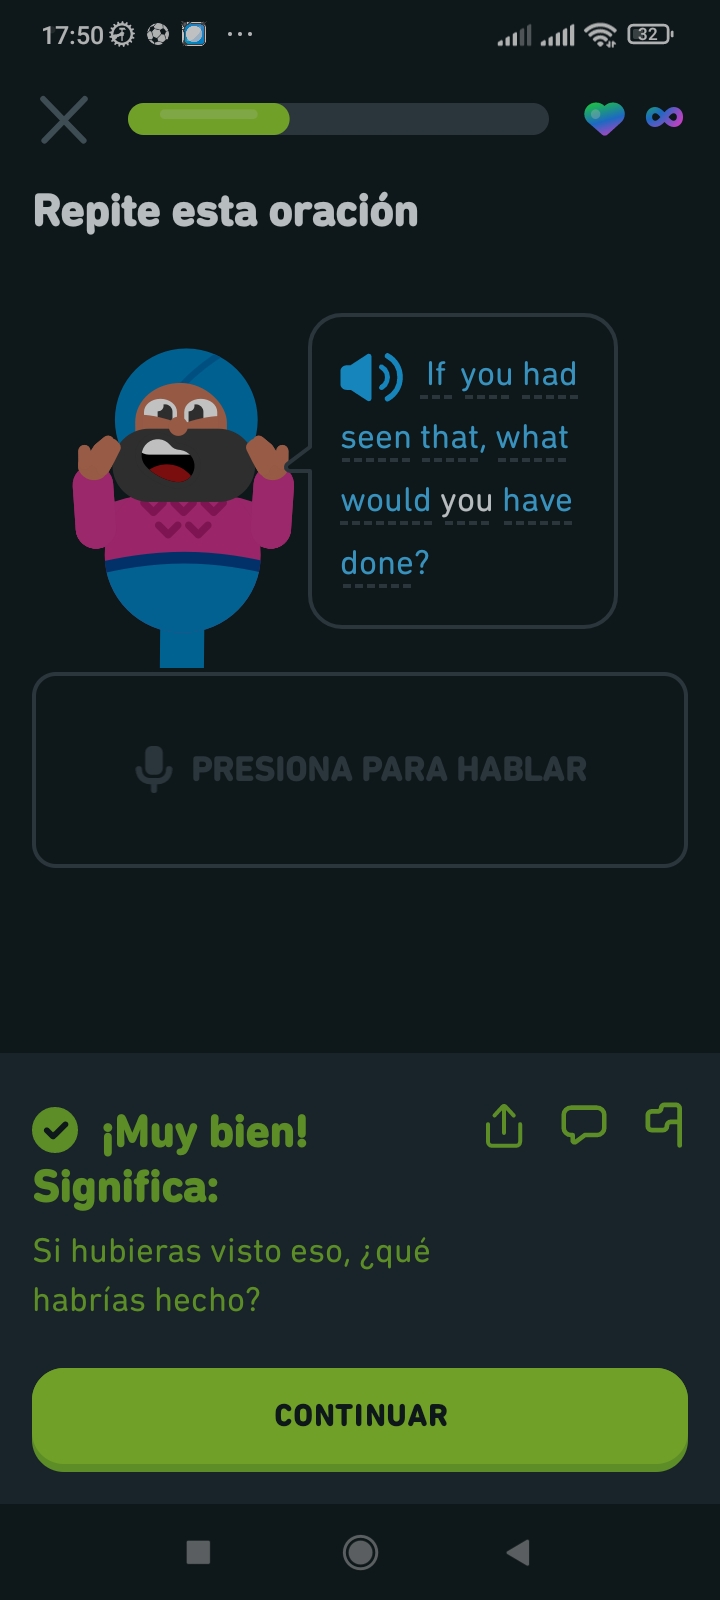 17:50
32
Repite esta oración
If you had
seen that, what
would you have
done?
PRESIONA PARA HABLAR
¡Muy bien!
Significa:
Si hubieras visto eso, ¿qué
habrías hecho?
CONTINUAR